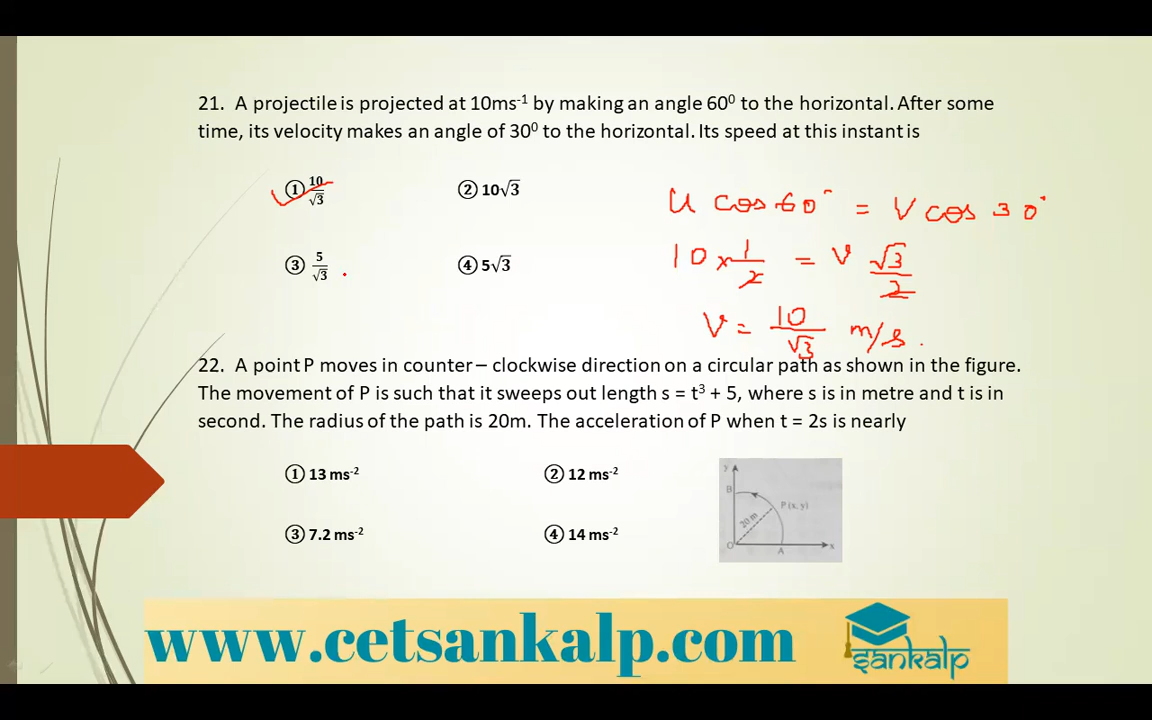 21. A projectile is projected at 10ms⁻¹ by making an angle 60⁰ to the horizontal. After some
time, its velocity makes an angle of 30⁰ to the horizontal. Its speed at this instant is
① 10/√3 ② 10√3
③ 5/√3 ④ 5√3
u cos 60° = v cos 30°
10 × 1/2 = v √3/2
v = 10/√3 m/s.
22. A point P moves in counter – clockwise direction on a circular path as shown in the figure.
The movement of P is such that it sweeps out length s = t³ + 5, where s is in metre and t is in
second. The radius of the path is 20m. The acceleration of P when t = 2s is nearly
① 13 ms⁻² ② 12 ms⁻²
③ 7.2 ms⁻² ④ 14 ms⁻²
y
B
P(x, y)
20 m
O
A
x
www.cetsankalp.com
sankalp